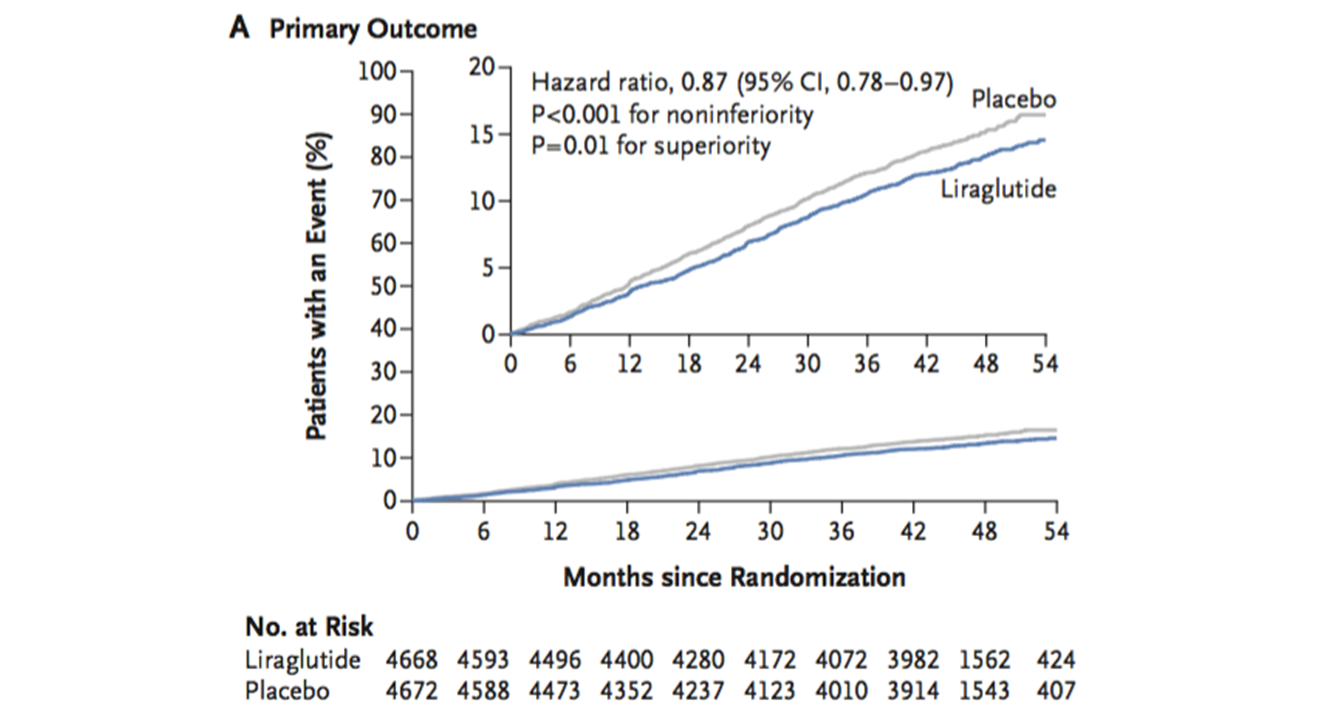 A Primary Outcome
Patients with an Event (%)
100
90
80
70
60
50
40
30
20
10
0
20
15
10
5
0
Hazard ratio, 0.87 (95% CI, 0.78–0.97)
P<0.001 for noninferiority
P=0.01 for superiority
Placebo
Liraglutide
0 6 12 18 24 30 36 42 48 54
0 6 12 18 24 30 36 42 48 54
Months since Randomization
No. at Risk
Liraglutide 4668 4593 4496 4400 4280 4172 4072 3982 1562 424
Placebo 4672 4588 4473 4352 4237 4123 4010 3914 1543 407